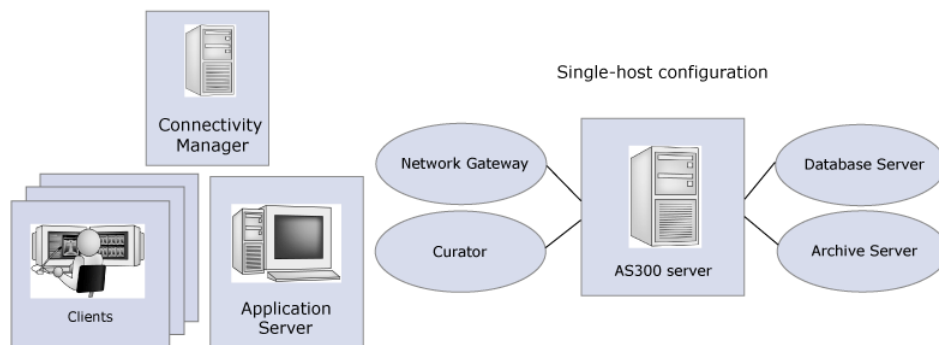 Single-host configuration
Connectivity
Manager
Network Gateway
Database Server
Curator
Archive Server
AS300 server
Clients
Application
Server